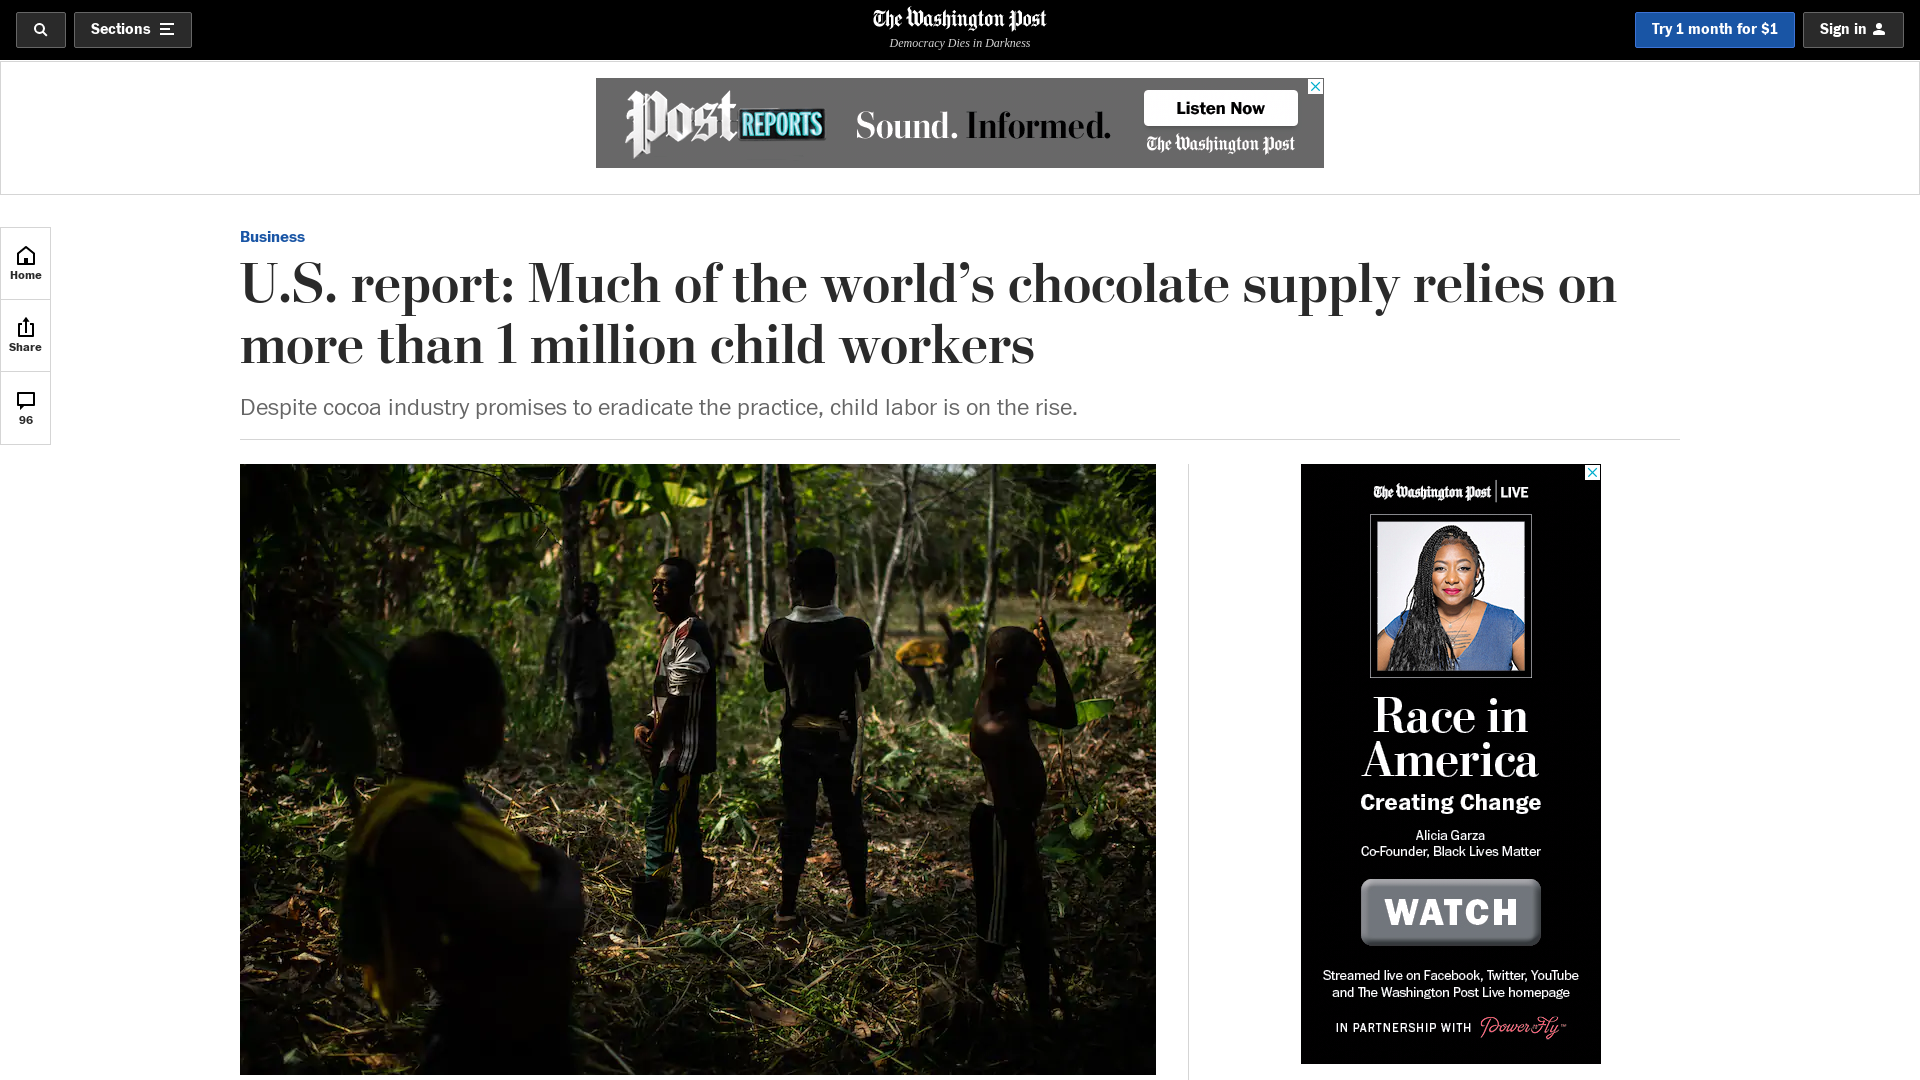 Sections
The Washington Post
Democracy Dies in Darkness
Try 1 month for $1
Sign in
Post REPORTS
Sound. Informed.
Listen Now
The Washington Post
Home
Share
96
Business
U.S. report: Much of the world’s chocolate supply relies on
more than 1 million child workers
Despite cocoa industry promises to eradicate the practice, child labor is on the rise.
The Washington Post LIVE
Race in
America
Creating Change
Alicia Garza
Co-Founder, Black Lives Matter
WATCH
Streamed live on Facebook, Twitter, YouTube
and The Washington Post Live homepage
IN PARTNERSHIP WITH PowerToFly™